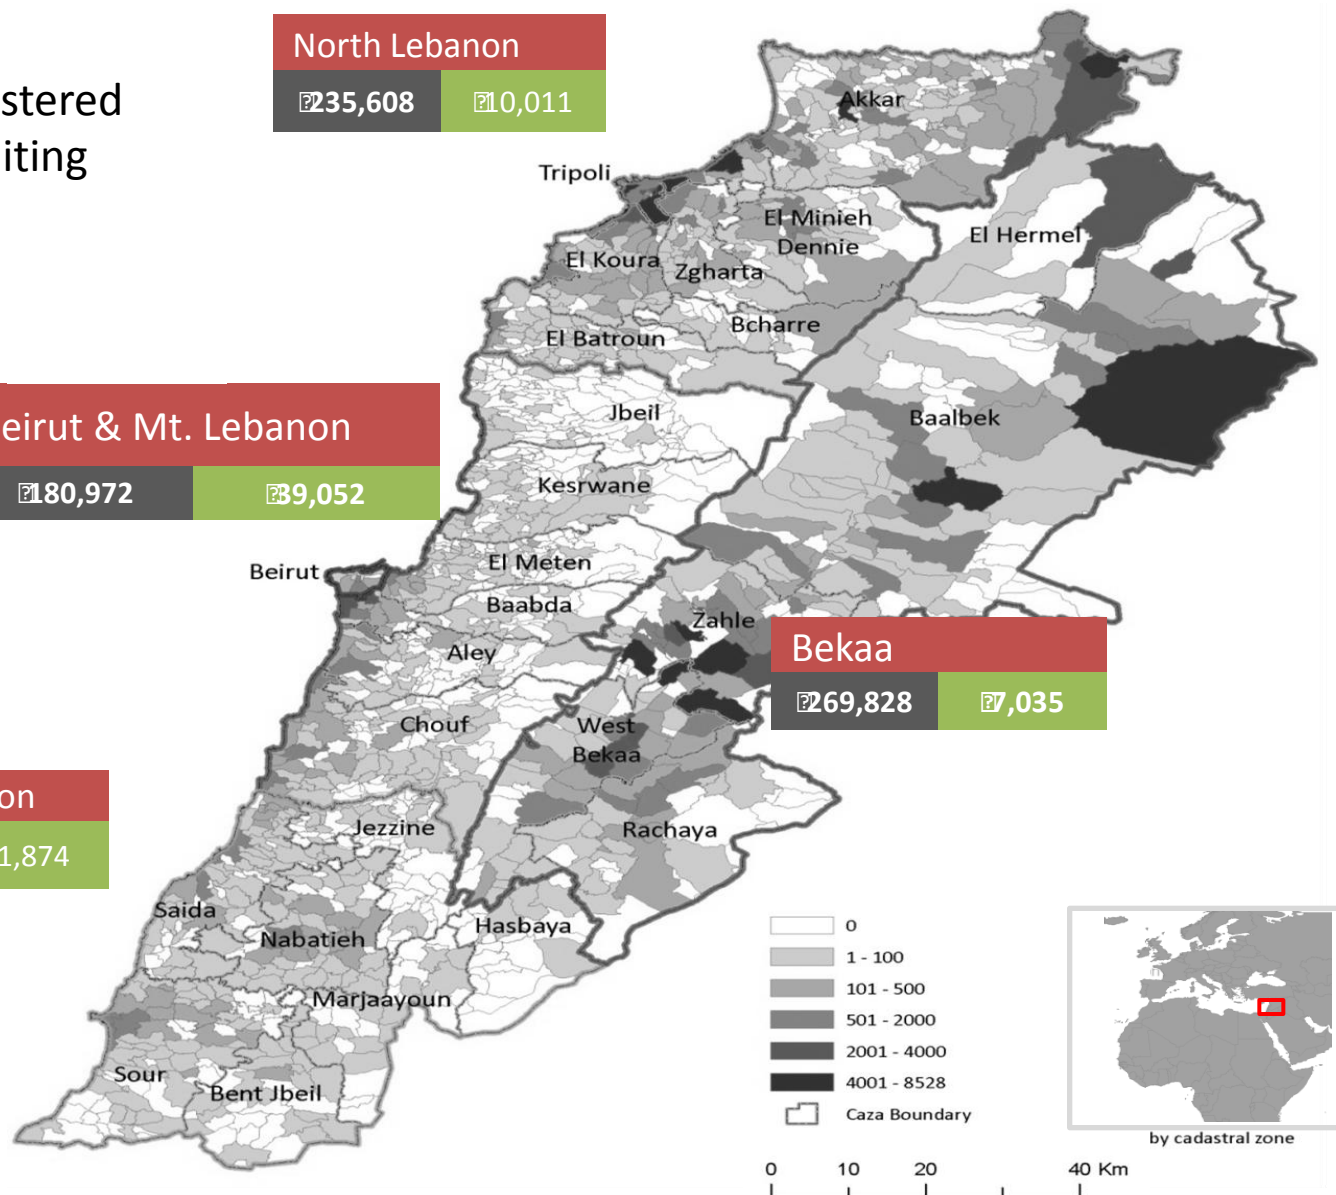 North Lebanon
235,608 10,011
stered
iting
Akkar
Tripoli
El Minieh
Dennie
El Hermel
El Koura
Zgharta
Bcharre
El Batroun
eirut & Mt. Lebanon
180,972 39,052
Jbeil
Baalbek
Kesrwane
El Meten
Beirut
Baabda
Zahle
Aley
Bekaa
269,828 7,035
Chouf
West
Bekaa
on
1,874
Jezzine
Rachaya
Saida
Nabatieh
Hasbaya
Marjaayoun
Sour
Bent Jbeil
0
1 - 100
101 - 500
501 - 2000
2001 - 4000
4001 - 8528
Caza Boundary
by cadastral zone
0 10 20 40 Km